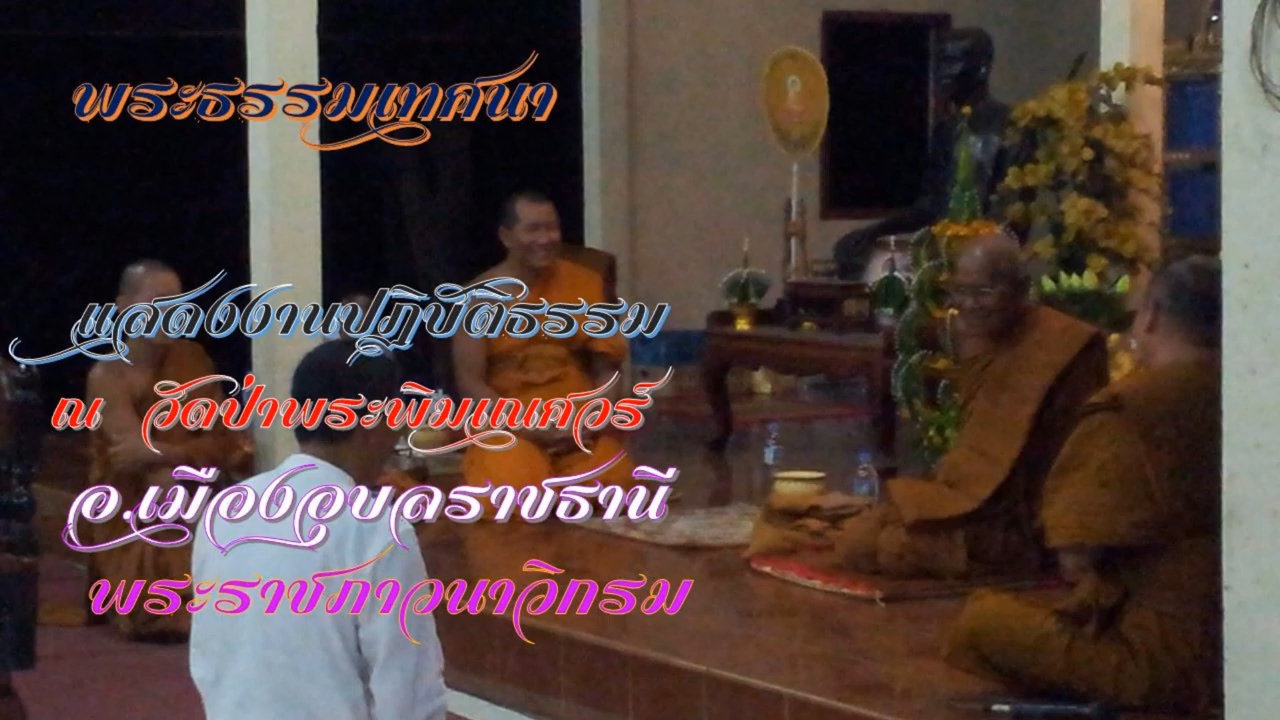 พระธรรมเทศนา
แสดงงานปฏิบัติธรรม
ณ วัดป่าพระพิมเณศวร์
อ.เมืองอุบลราชธานี
พระราชภาวนาวิกรม